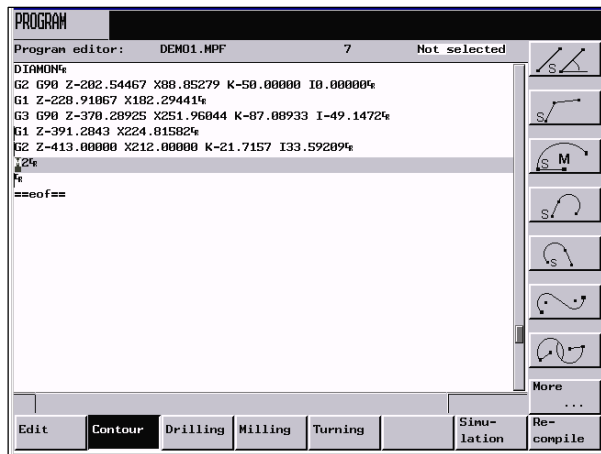 PROGRAM
Program editor: DEMO1.MPF 7 Not selected
DIAMON
G2 G90 Z-202.54467 X88.85279 K-50.00000 I0.00000
G1 Z-228.91067 X182.29441
G3 G90 Z-370.28925 X251.96044 K-87.08933 I-49.1472
G1 Z-391.2843 X224.81582
G2 Z-413.00000 X212.00000 K-21.7157 I33.59209
2
==eof==
S
S
S M
S
S
More
...
Edit Contour Drilling Milling Turning Simu-
lation Re-
compile